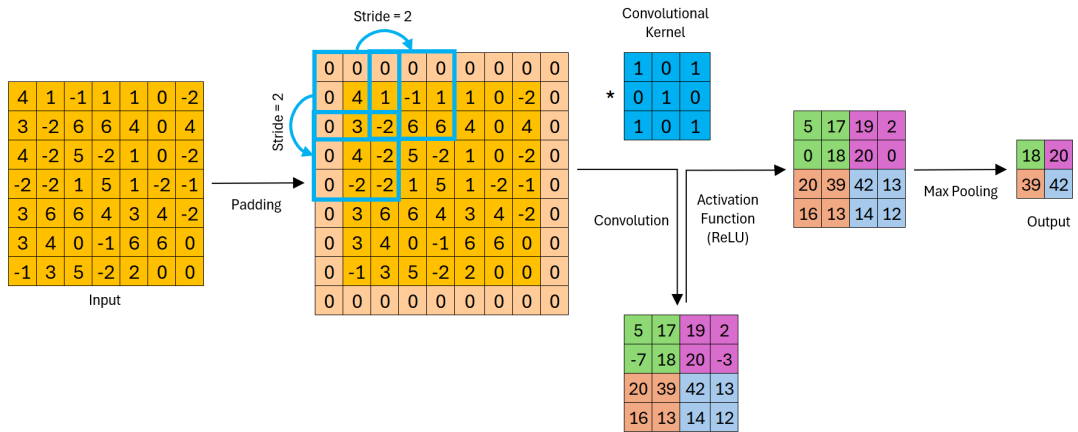 Stride = 2
Convolutional
Kernel
0 0 0 0 0 0 0 0 0
1 0 1
4 1 -1 1 1 0 -2
0 4 1 -1 1 1 0 -2 0
* 0 1 0
3 -2 6 6 4 0 4
Stride = 2
0 3 -2 6 6 4 0 4 0
1 0 1
5 17 19 2
4 -2 5 -2 1 0 -2
0 4 -2 5 -2 1 0 -2 0
0 18 20 0
18 20
-2 -2 1 5 1 -2 -1
0 -2 -2 1 5 1 -2 -1 0
20 39 42 13
39 42
Padding
Convolution
Activation
Function
(ReLU)
Max Pooling
3 6 6 4 3 4 -2
0 3 6 6 4 3 4 -2 0
16 13 14 12
Output
3 4 0 -1 6 6 0
0 3 4 0 -1 6 6 0 0
-1 3 5 -2 2 0 0
0 -1 3 5 -2 2 0 0 0
Input
0 0 0 0 0 0 0 0 0
5 17 19 2
-7 18 20 -3
20 39 42 13
16 13 14 12